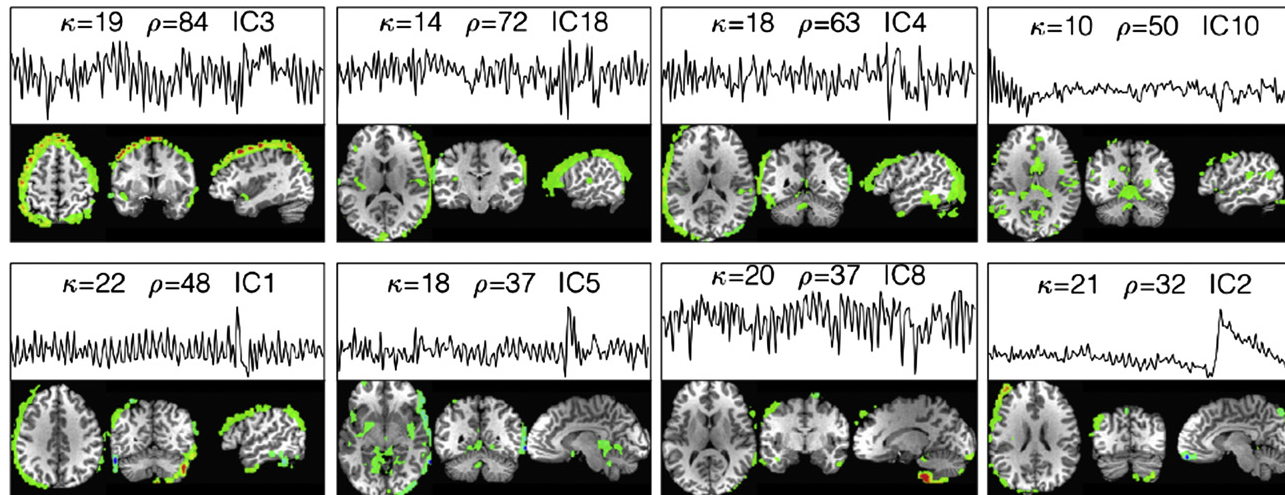 κ=19 ρ=84 IC3
κ=14 ρ=72 IC18
κ=18 ρ=63 IC4
κ=10 ρ=50 IC10
κ=22 ρ=48 IC1
κ=18 ρ=37 IC5
κ=20 ρ=37 IC8
κ=21 ρ=32 IC2